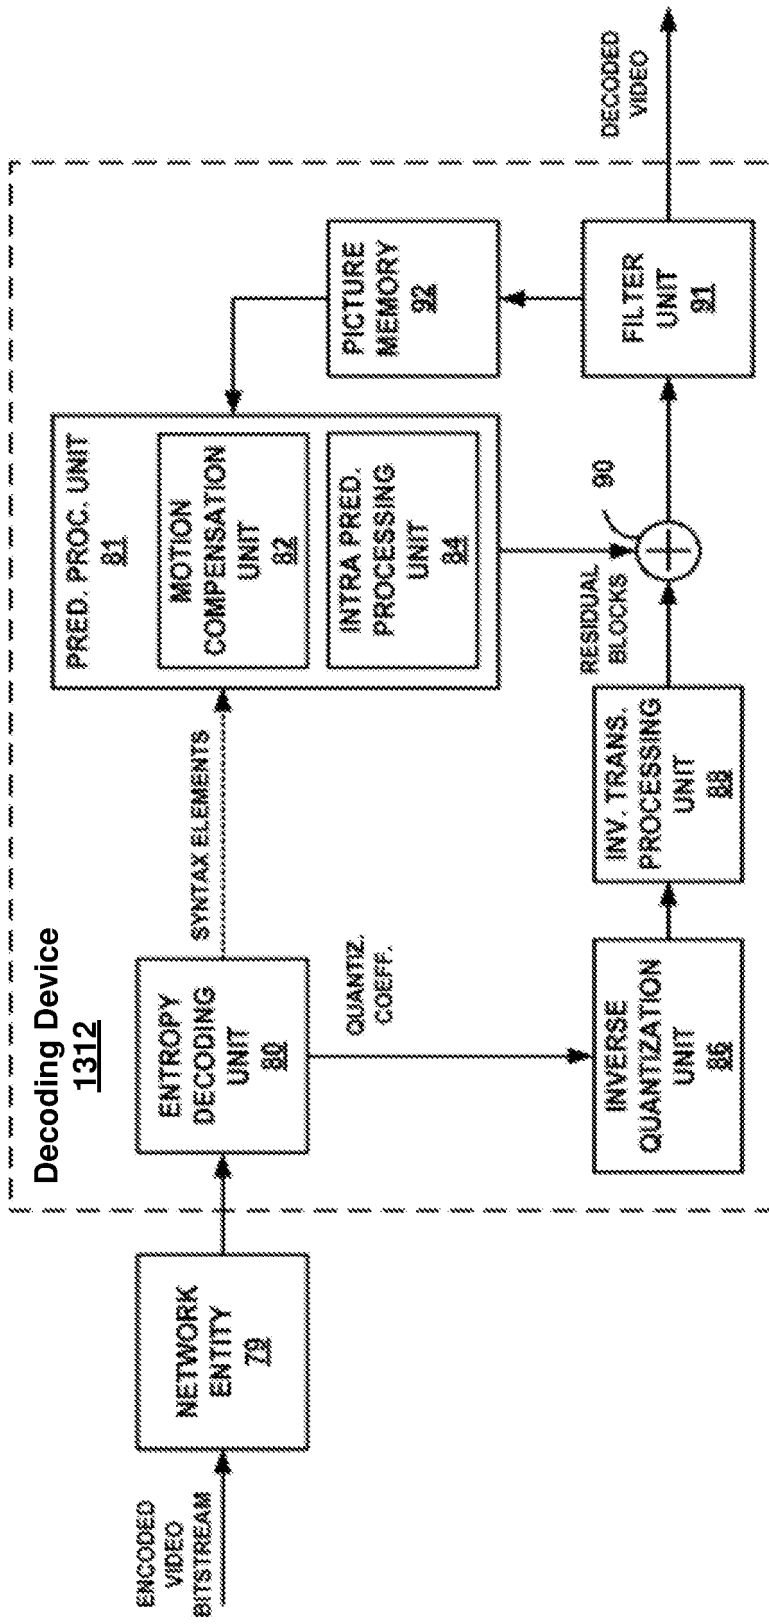 ENCODED
VIDEO
BITSTREAM
NETWORK
ENTITY
79
Decoding Device
1312
ENTROPY
DECODING
UNIT
80
SYNTAX ELEMENTS
QUANTIZ.
COEFF.
PRED. PROC. UNIT
81
MOTION
COMPENSATION
UNIT
82
INTRA PRED.
PROCESSING
UNIT
84
PICTURE
MEMORY
92
INVERSE
QUANTIZATION
UNIT
86
INV. TRANS.
PROCESSING
UNIT
88
RESIDUAL
BLOCKS
90
FILTER
UNIT
91
DECODED
VIDEO